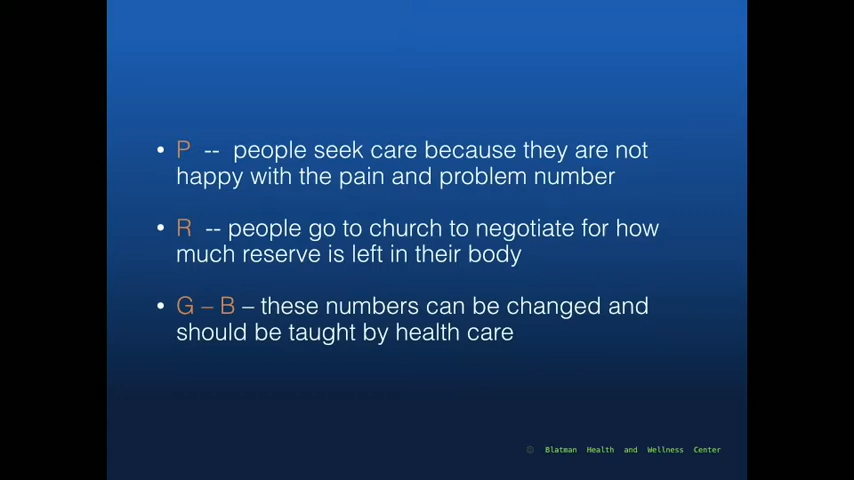 • P -- people seek care because they are not
happy with the pain and problem number
• R -- people go to church to negotiate for how
much reserve is left in their body
• G – B – these numbers can be changed and
should be taught by health care
Blatman Health and Wellness Center